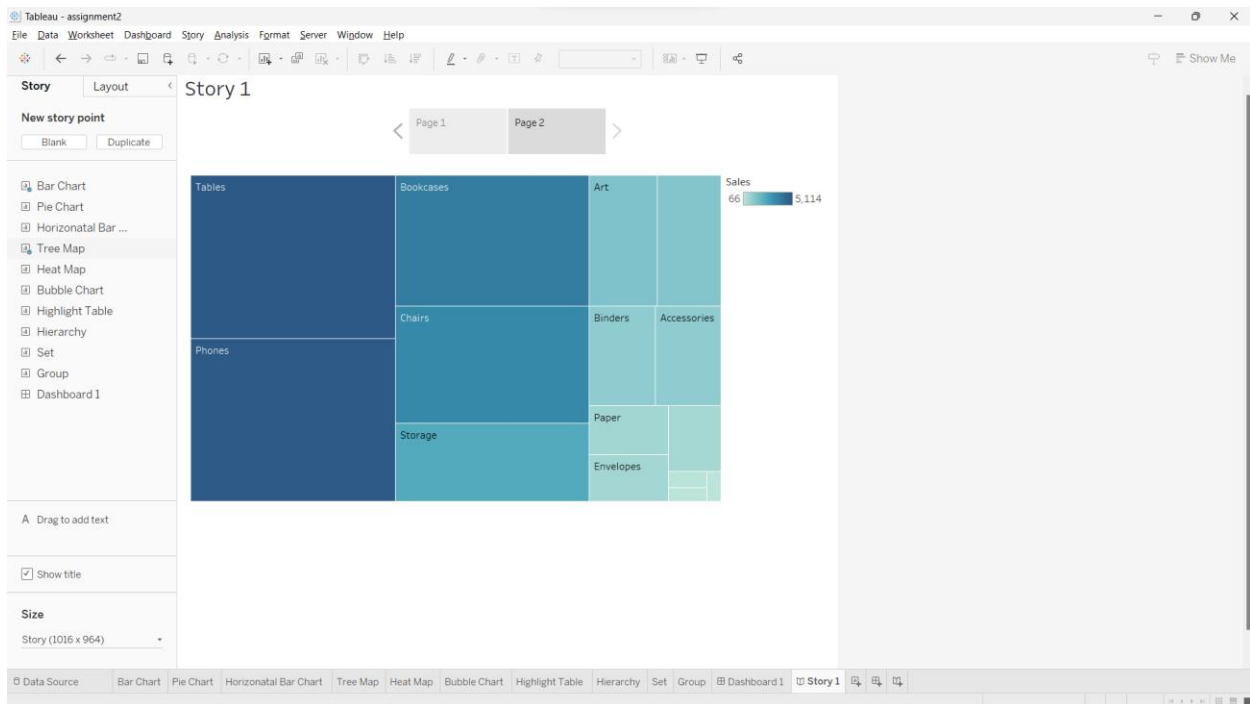 Tableau - assignment2
File Data Worksheet Dashboard Story Analysis Format Server Window Help
Show Me
Story Layout
Story 1
New story point
Blank Duplicate
Page 1 Page 2
Bar Chart
Pie Chart
Horizonatal Bar ...
Tree Map
Heat Map
Bubble Chart
Highlight Table
Hierarchy
Set
Group
Dashboard 1
Tables Bookcases Art
Sales
66 5,114
Chairs Binders Accessories
Phones
Paper
Storage
Envelopes
A Drag to add text
Show title
Size
Story (1016 x 964)
Data Source Bar Chart Pie Chart Horizonatal Bar Chart Tree Map Heat Map Bubble Chart Highlight Table Hierarchy Set Group Dashboard 1 Story 1